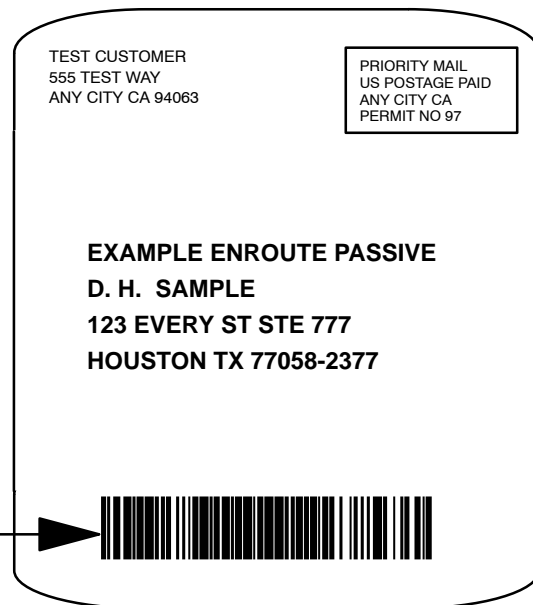 TEST CUSTOMER
555 TEST WAY
ANY CITY CA 94063
PRIORITY MAIL
US POSTAGE PAID
ANY CITY CA
PERMIT NO 97
EXAMPLE ENROUTE PASSIVE
D. H. SAMPLE
123 EVERY ST STE 777
HOUSTON TX 77058-2377